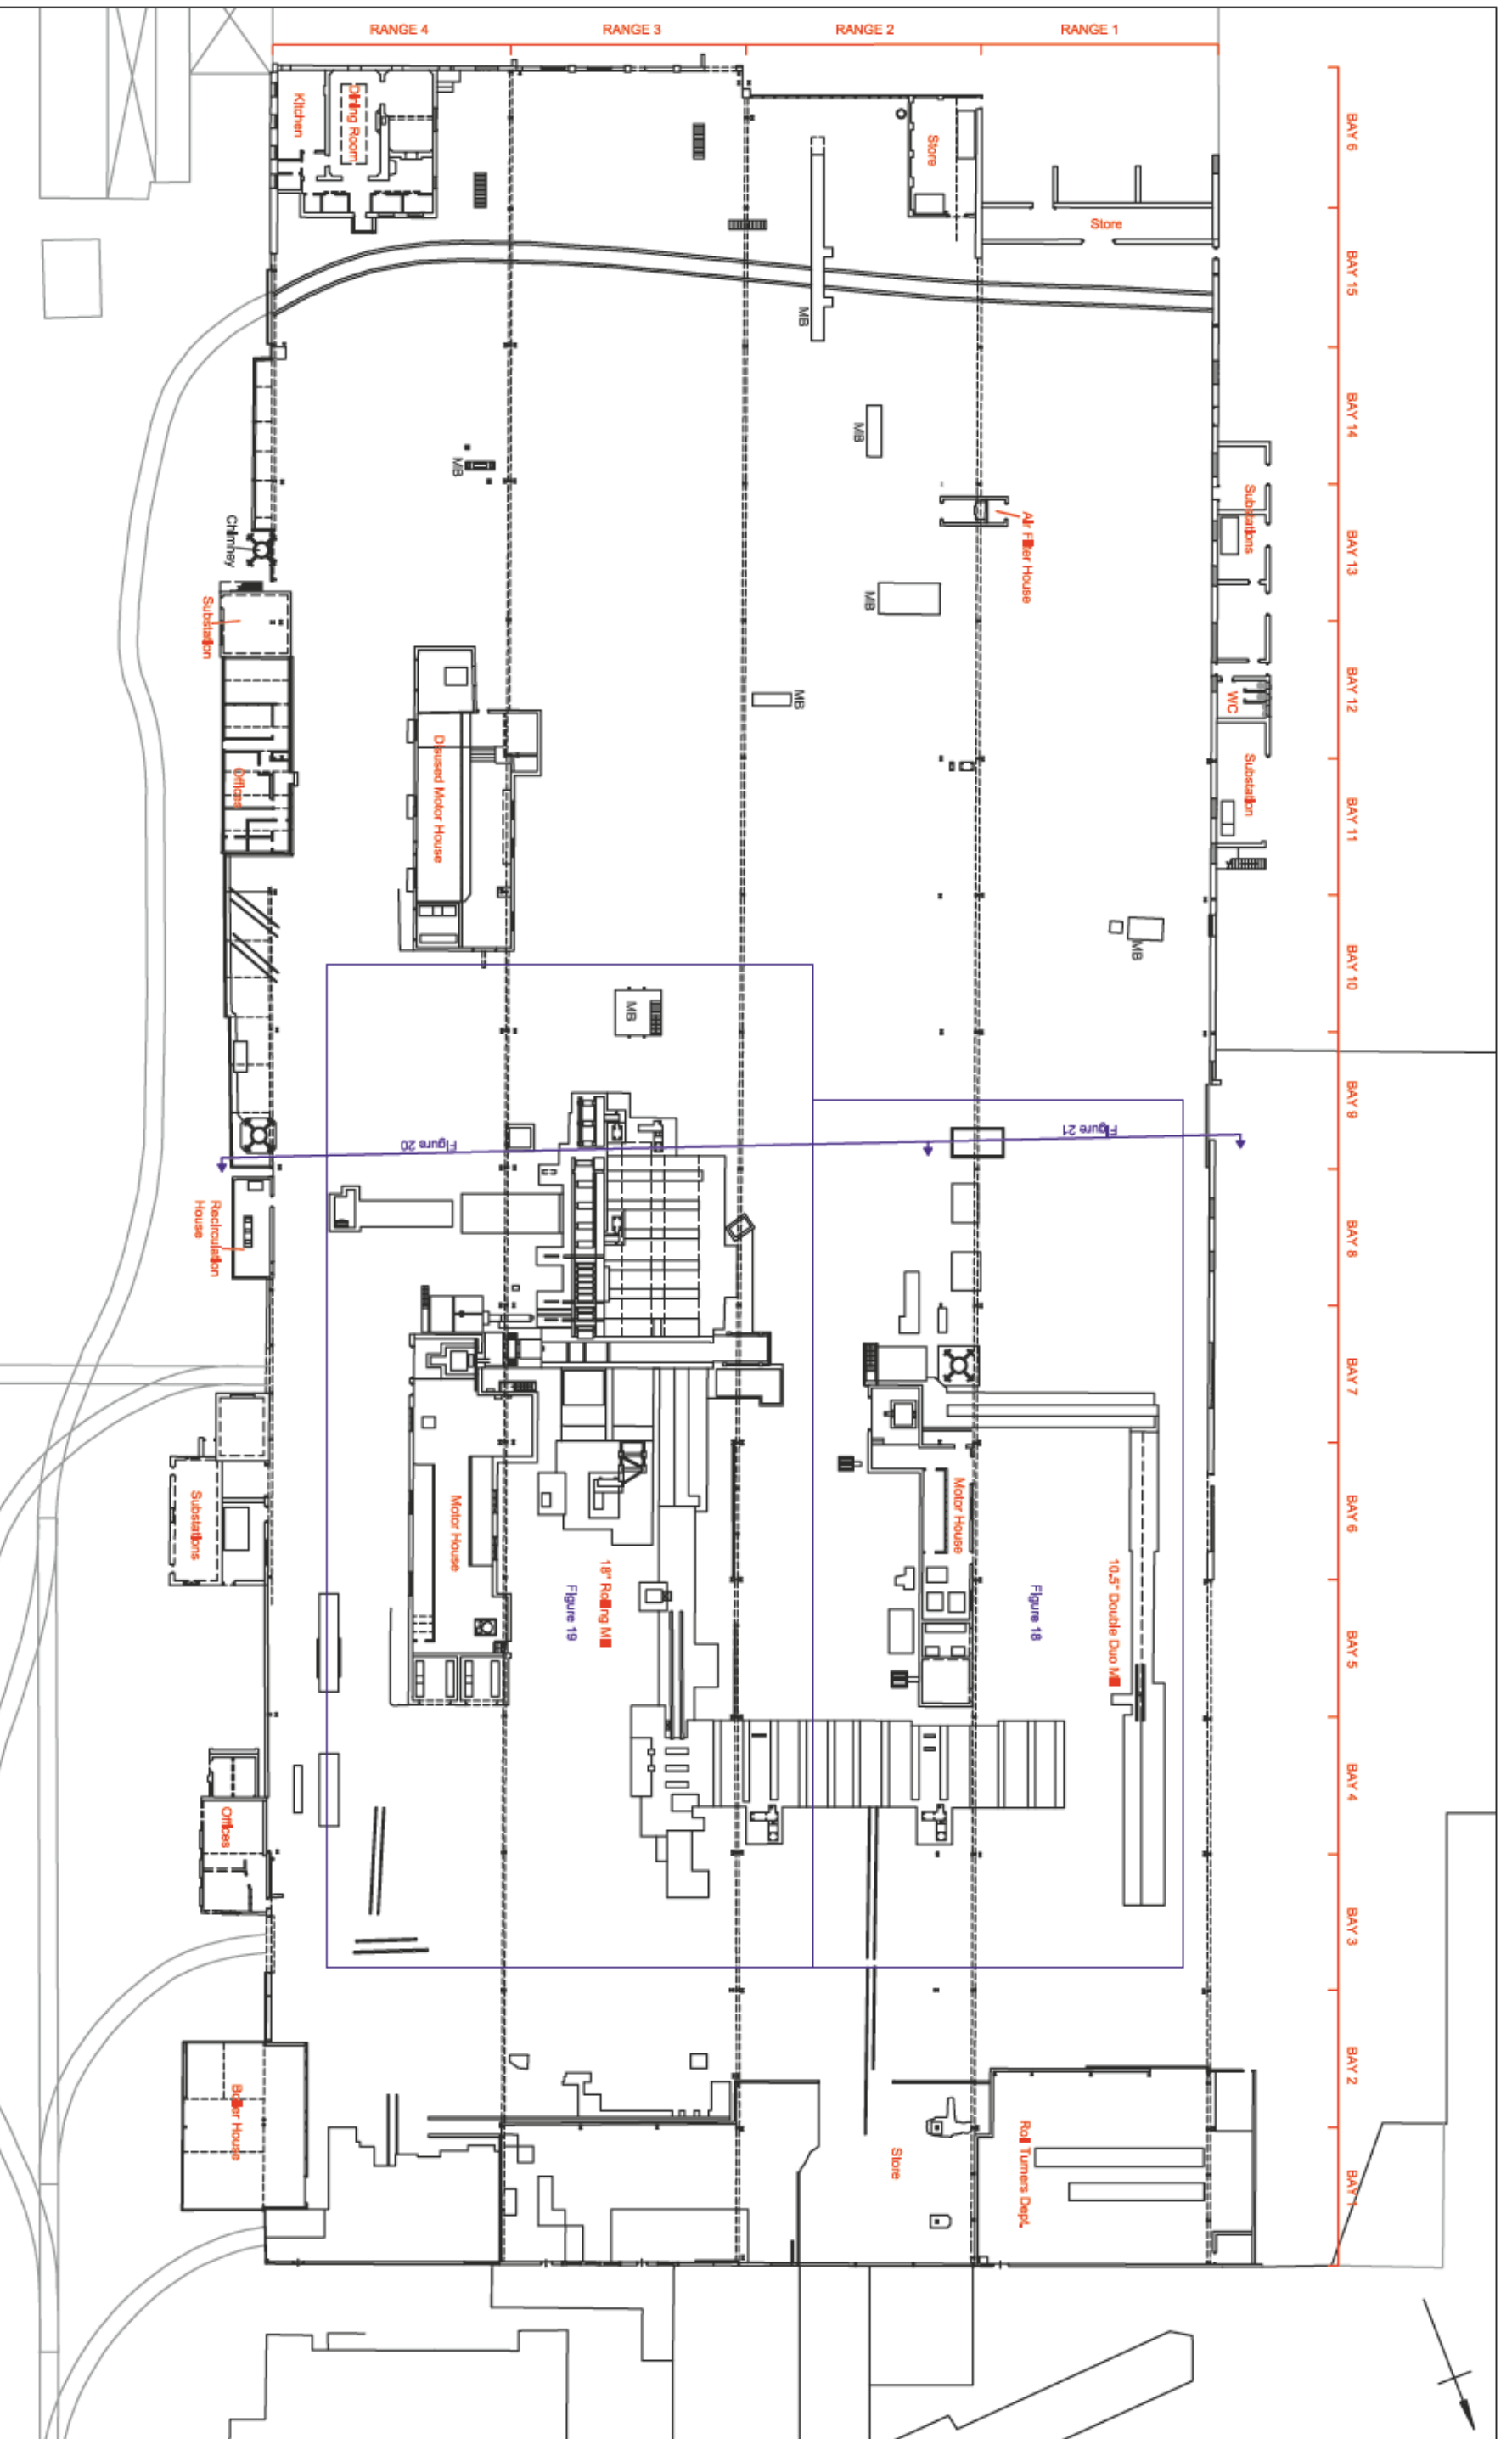 RANGE 4
RANGE 3
RANGE 2
RANGE 1
BAY 6
BAY 15
BAY 14
BAY 13
BAY 12
BAY 11
BAY 10
BAY 9
BAY 8
BAY 7
BAY 6
BAY 5
BAY 4
BAY 3
BAY 2
BAY 1
Kitchen
Dining Room
Store
Store
MB
MB
MB
Chimney
Air Filter House
Substations
MB
Substation
MB
WC
Disused Motor House
Offices
Substation
MB
MB
Figure 20
Figure 21
Recirculation
House
Motor House
Substations
Motor House
18" Rolling Mill
Figure 19
Figure 18
10.5" Double Duo Mill
Offices
Boiler House
Store
Roll Turners Dept.